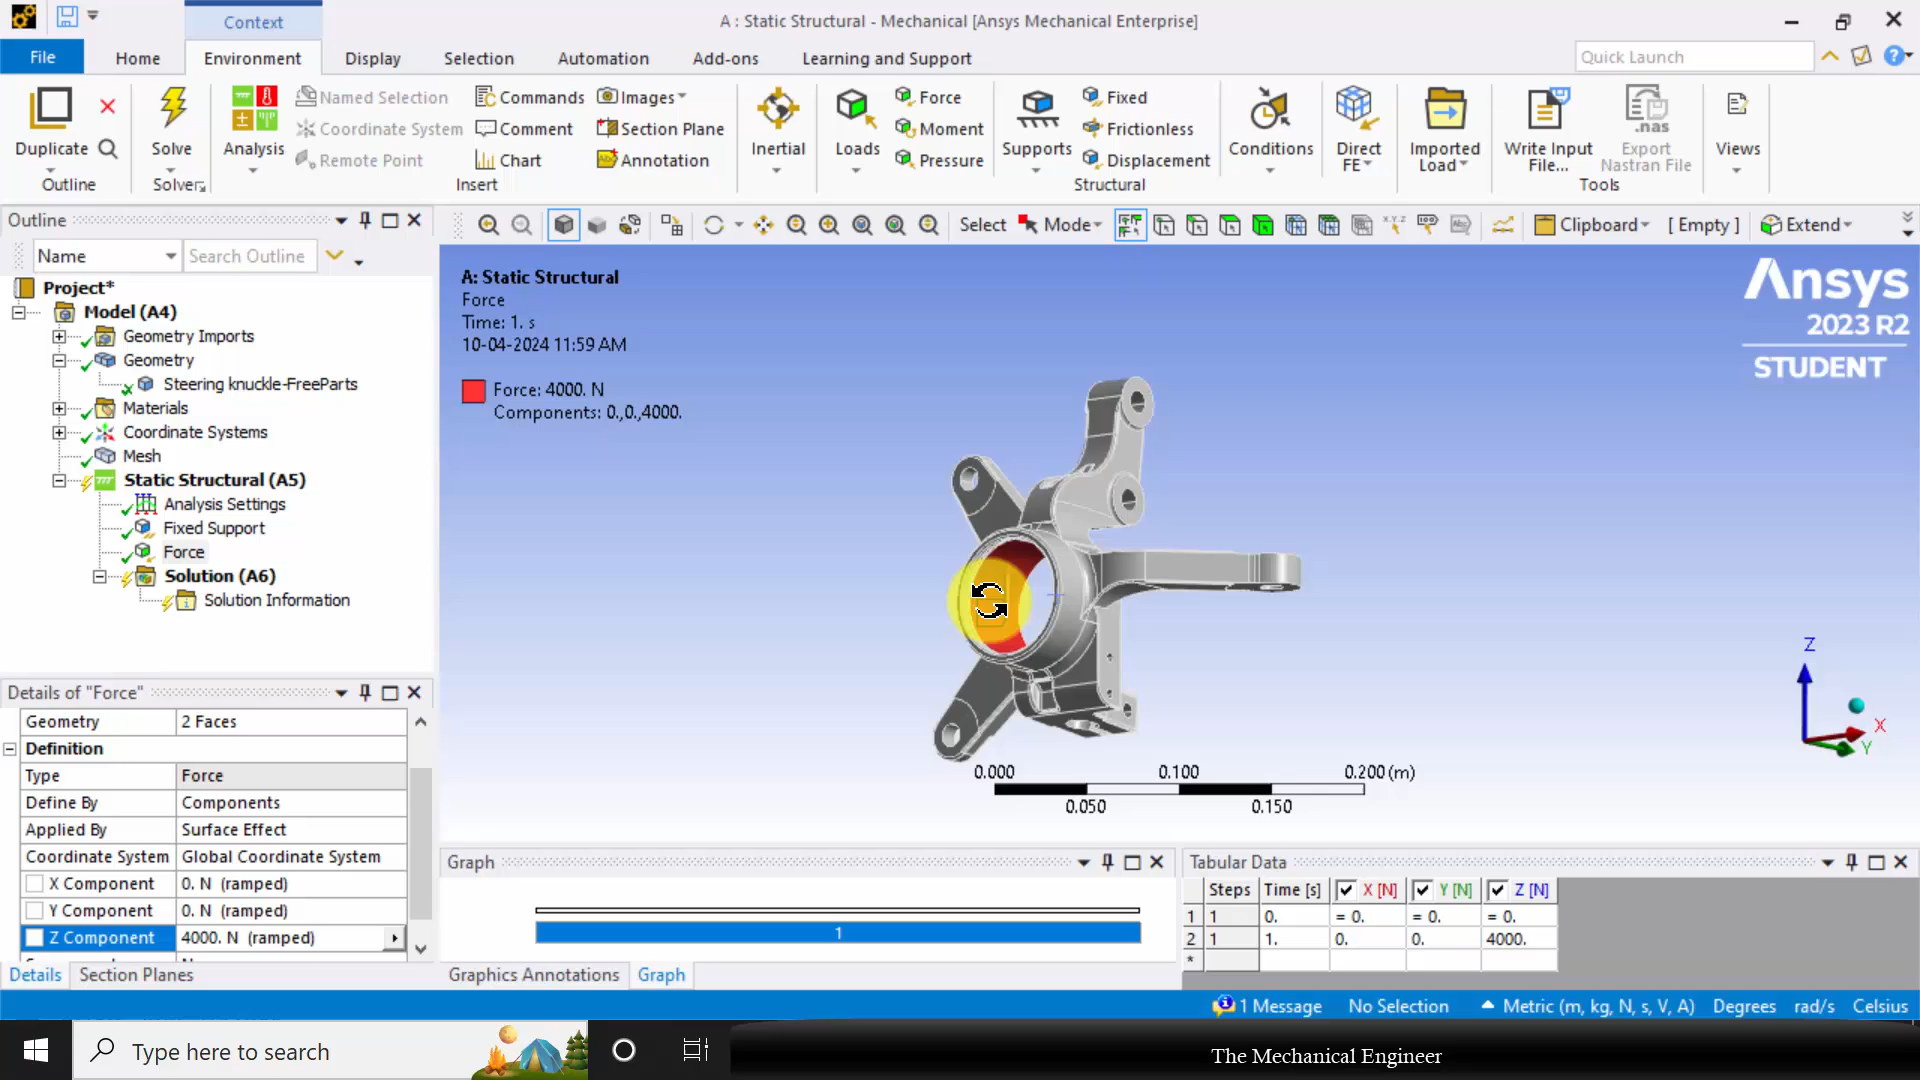 Context
A : Static Structural - Mechanical [Ansys Mechanical Enterprise]
File
Home
Environment
Display
Selection
Automation
Add-ons
Learning and Support
Quick Launch
Duplicate
Outline
Solve
Solver
Analysis
Named Selection
Coordinate System
Remote Point
Commands
Comment
Chart
Images
Section Plane
Annotation
Insert
Inertial
Loads
Force
Moment
Pressure
Supports
Fixed
Frictionless
Displacement
Structural
Conditions
Direct
FE
Imported
Load
Write Input
File...
.nas
Export
Nastran File
Tools
Views
Outline
Name
Search Outline
Select
Mode
Clipboard
[ Empty ]
Extend
Project*
Model (A4)
Geometry Imports
Geometry
Steering knuckle-FreeParts
Materials
Coordinate Systems
Mesh
Static Structural (A5)
Analysis Settings
Fixed Support
Force
Solution (A6)
Solution Information
A: Static Structural
Force
Time: 1. s
10-04-2024 11:59 AM
Force: 4000. N
Components: 0.,0.,4000.
Ansys
2023 R2
STUDENT
Z
X
Y
0.000
0.100
0.200 (m)
0.050
0.150
Details of "Force"
Geometry 2 Faces
Definition
Type Force
Define By Components
Applied By Surface Effect
Coordinate System Global Coordinate System
X Component 0. N (ramped)
Y Component 0. N (ramped)
Z Component 4000. N (ramped)
Details
Section Planes
Graph
1
Graphics Annotations
Graph
Tabular Data
Steps Time [s] X [N] Y [N] Z [N]
1 1 0. = 0. = 0. = 0.
2 1 1. 0. 0. 4000.
*
1 Message
No Selection
Metric (m, kg, N, s, V, A)
Degrees
rad/s
Celsius
Type here to search
The Mechanical Engineer